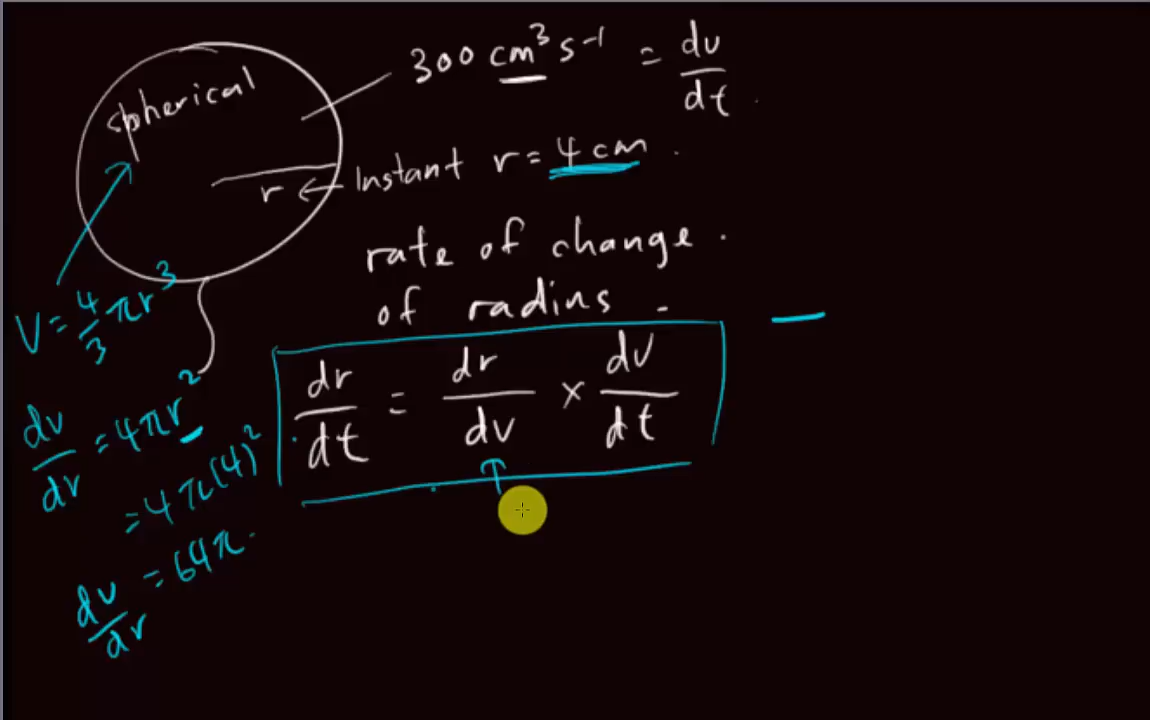 300 cm³ s⁻¹ = dv/dt
spherical
r ← Instant r = 4 cm .
rate of change .
of radius .
V = 4/3 πr³
dr/dt = dr/dv × dv/dt
dv/dr = 4πr²
= 4π(4)²
dv/dr = 64π